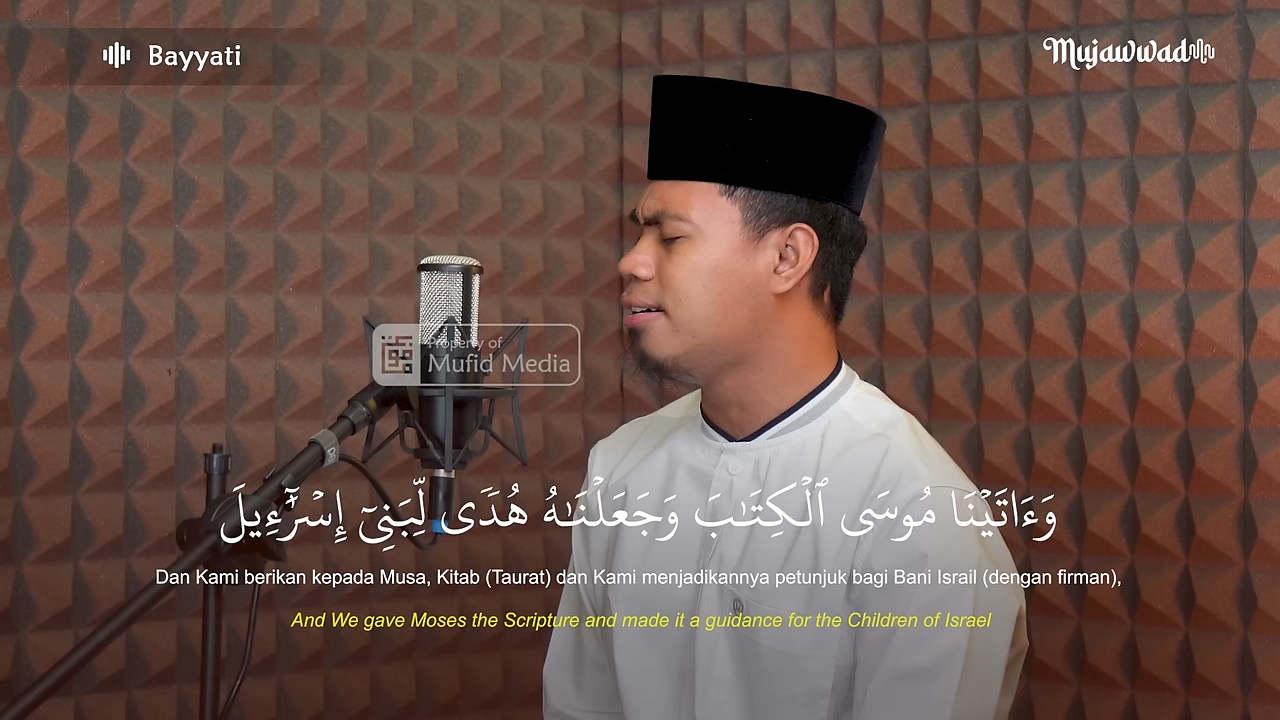 Bayyati
Mujawwad
Property of
Mufid Media
وَءَاتَيْنَا مُوسَى ٱلْكِتَٰبَ وَجَعَلْنَٰهُ هُدًى لِّبَنِىٓ إِسْرَٰٓءِيلَ
Dan Kami berikan kepada Musa, Kitab (Taurat) dan Kami menjadikannya petunjuk bagi Bani Israil (dengan firman),
And We gave Moses the Scripture and made it a guidance for the Children of Israel